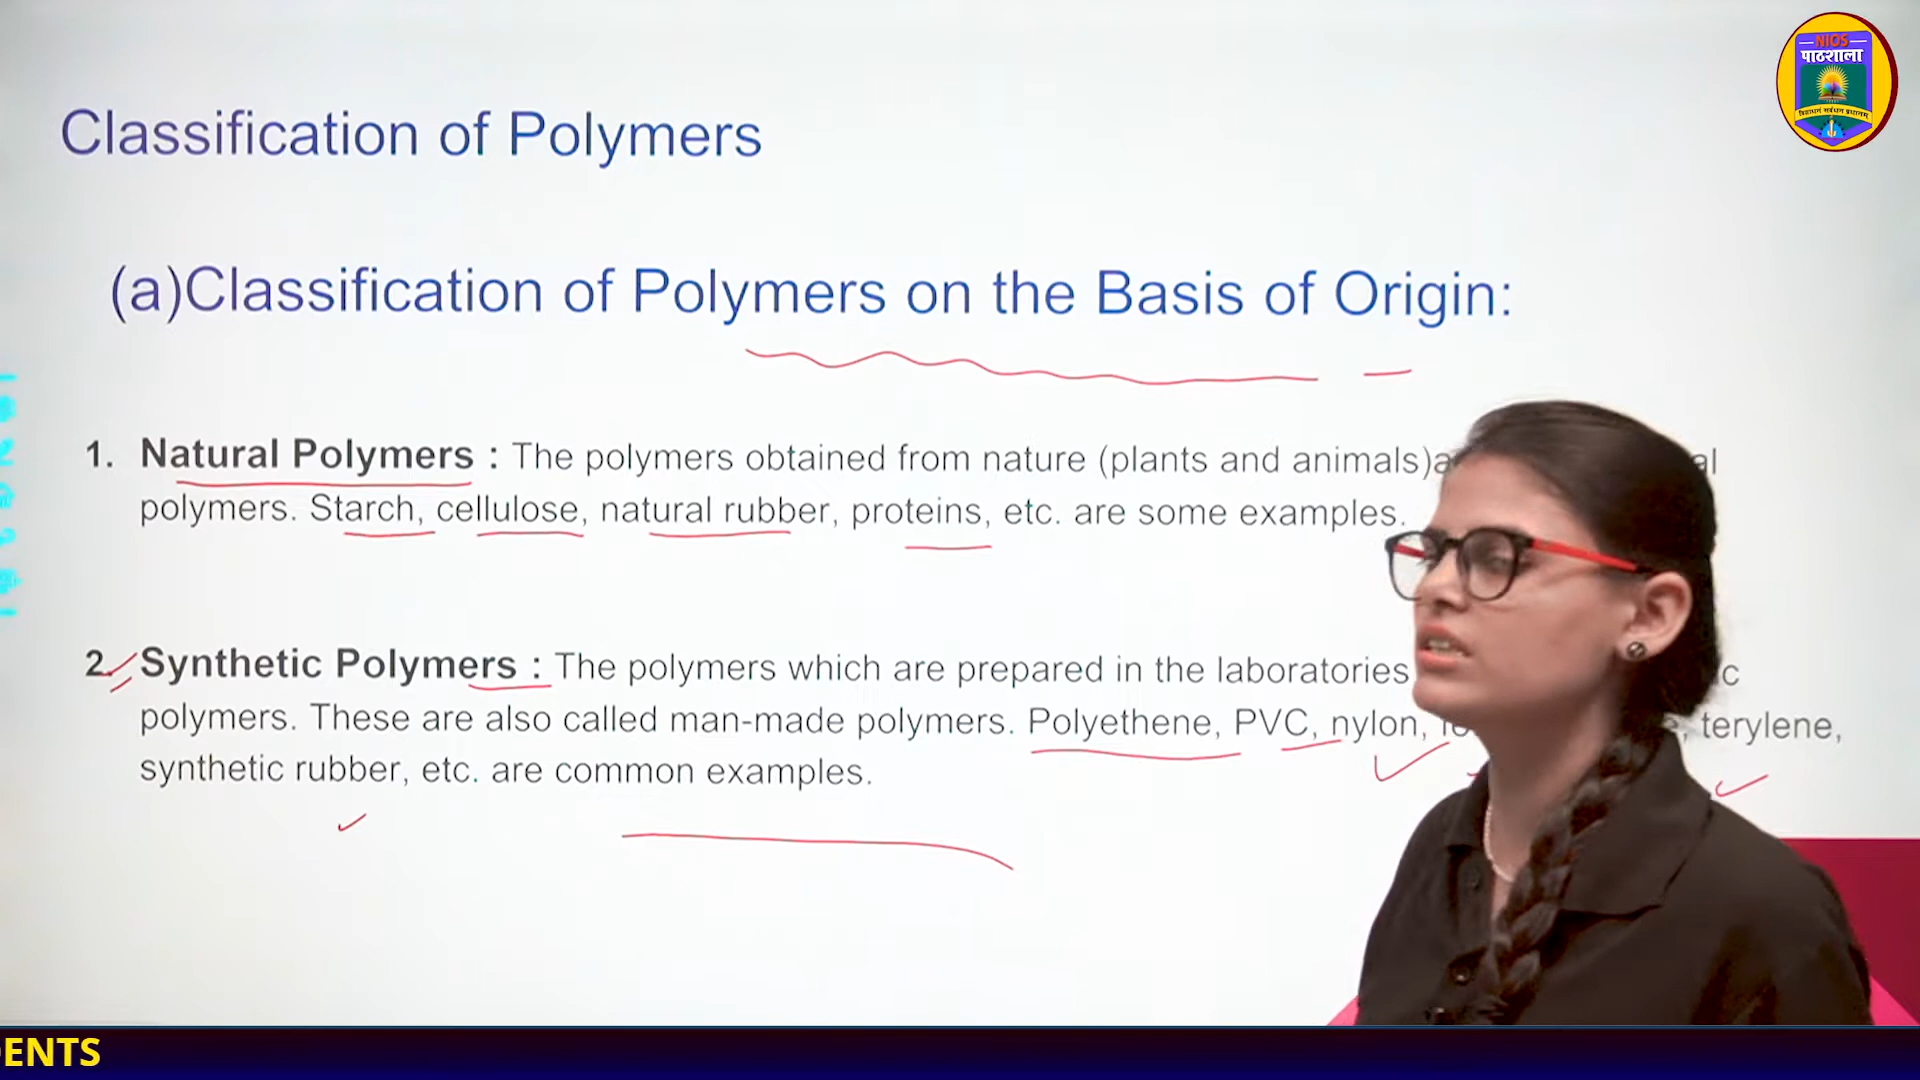 NIOS
पाठशाला
Classification of Polymers
(a)Classification of Polymers on the Basis of Origin:
1. Natural Polymers : The polymers obtained from nature (plants and animals)
polymers. Starch, cellulose, natural rubber, proteins, etc. are some examples.
2. Synthetic Polymers : The polymers which are prepared in the laboratories
polymers. These are also called man-made polymers. Polyethene, PVC, nylon, terylene,
synthetic rubber, etc. are common examples.
DENTS